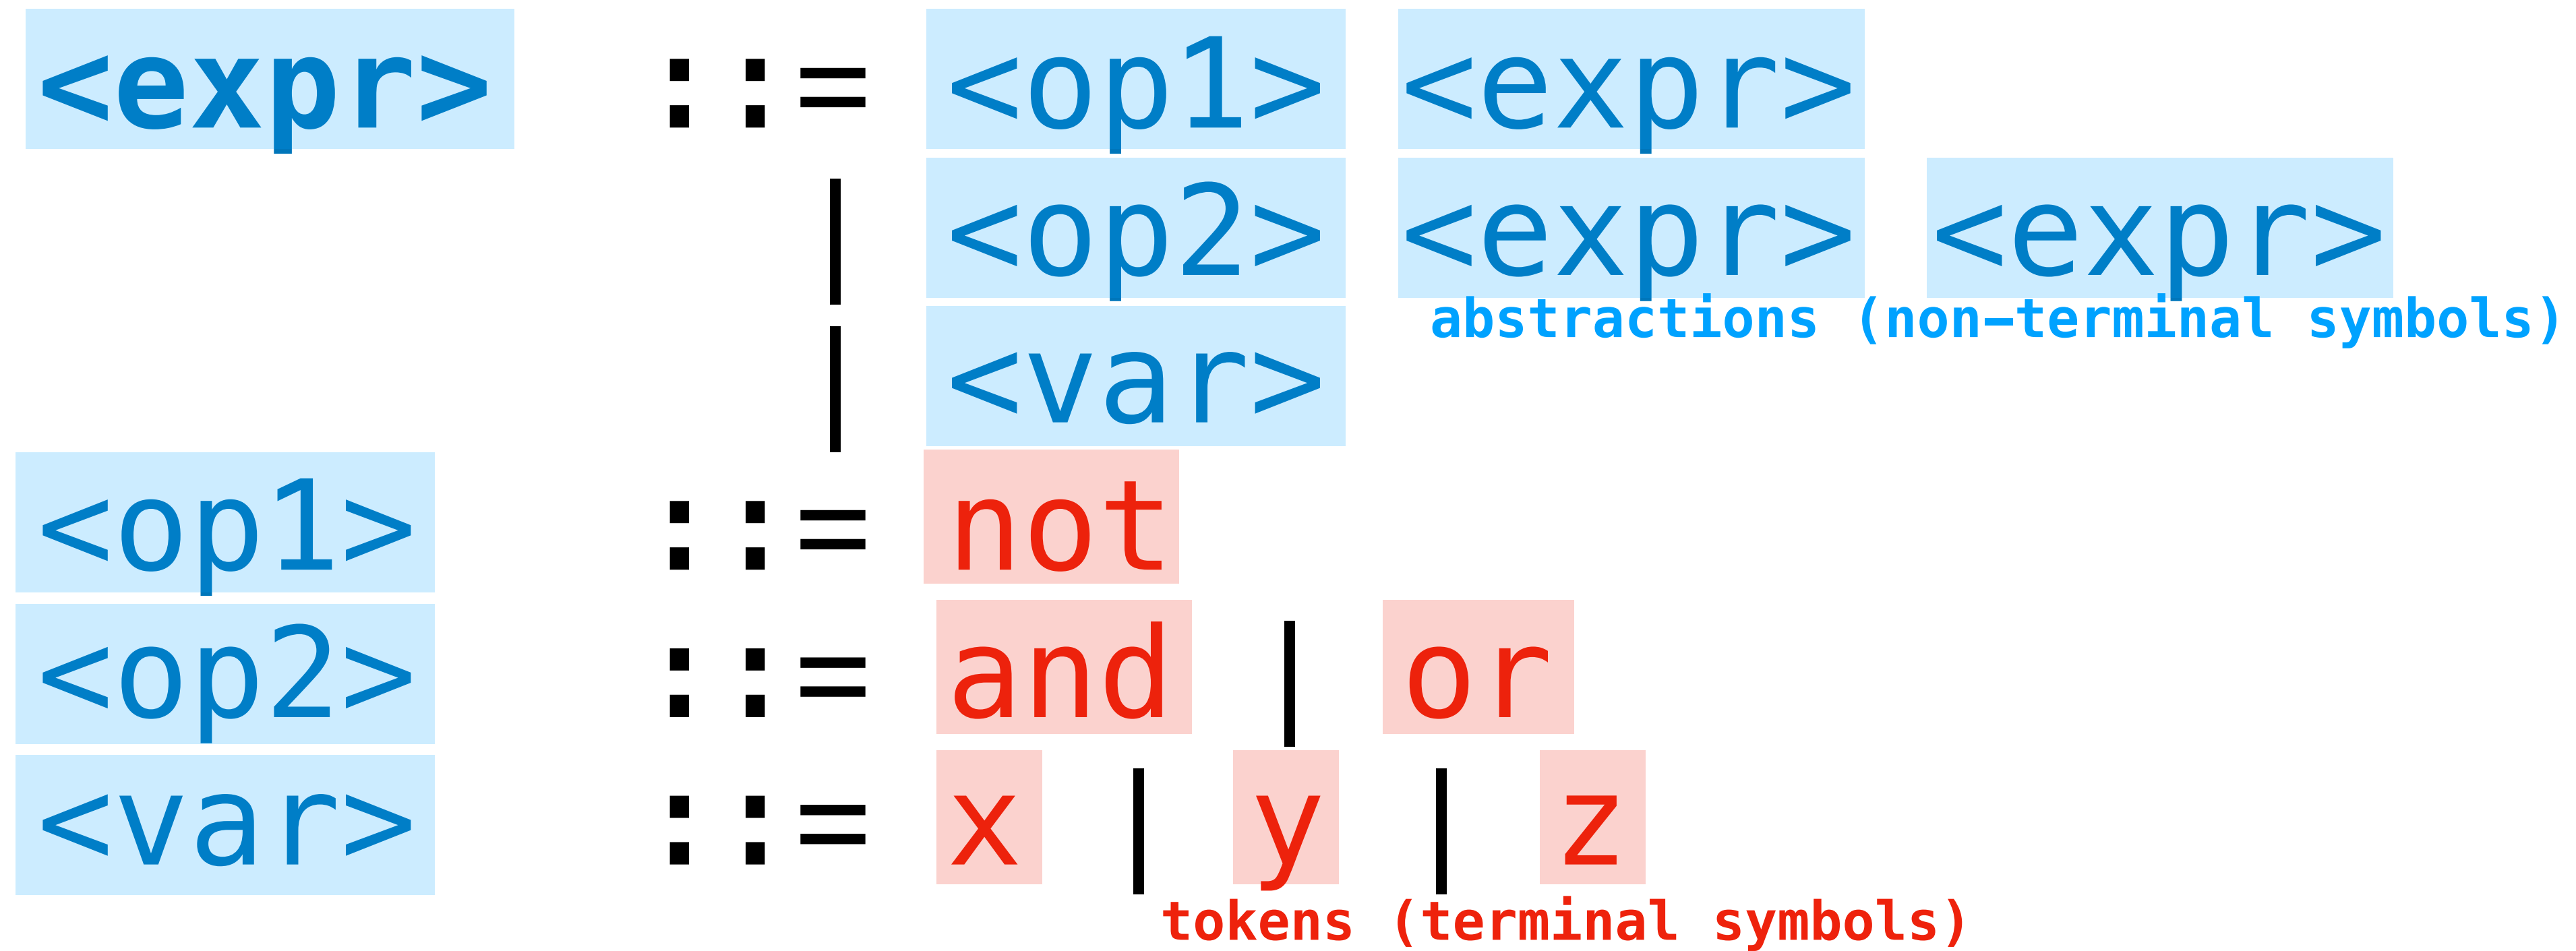 <expr> ::= <op1> <expr>
| <op2> <expr> <expr>
abstractions (non-terminal symbols)
| <var>
<op1> ::= not
<op2> ::= and | or
<var> ::= x | y | z
tokens (terminal symbols)